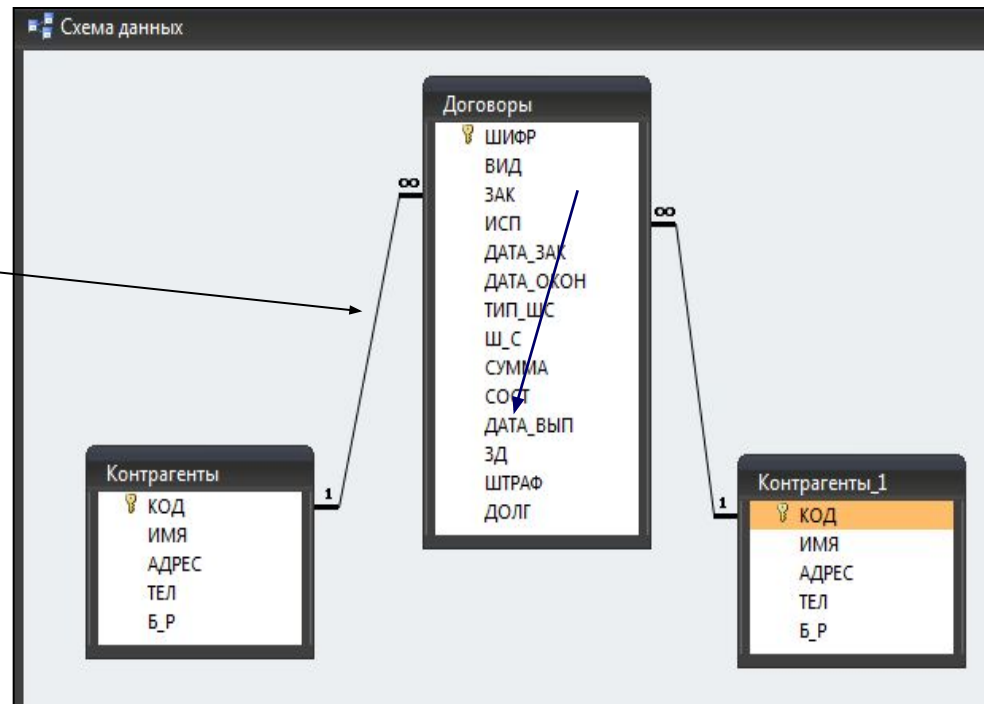 Схема данных
Договоры
ШИФР
ВИД
ЗАК
ИСП
ДАТА_ЗАК
ДАТА_ОКОН
ТИП_ШС
Ш_С
СУММА
СОСТ
ДАТА_ВЫП
ЗД
ШТРАФ
ДОЛГ
∞
∞
Контрагенты
КОД
ИМЯ
АДРЕС
ТЕЛ
Б_Р
1
1
Контрагенты_1
КОД
ИМЯ
АДРЕС
ТЕЛ
Б_Р